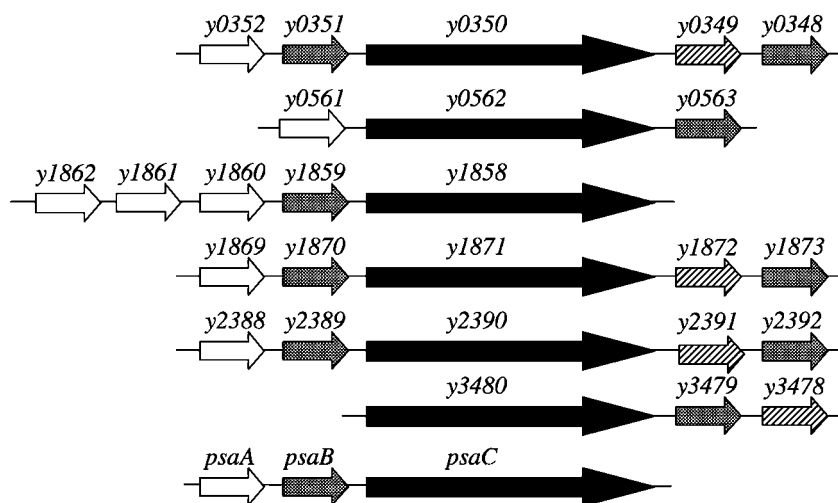 y0352 y0351 y0350 y0349 y0348
y0561 y0562 y0563
y1862 y1861 y1860 y1859 y1858
y1869 y1870 y1871 y1872 y1873
y2388 y2389 y2390 y2391 y2392
y3480 y3479 y3478
psaA psaB psaC